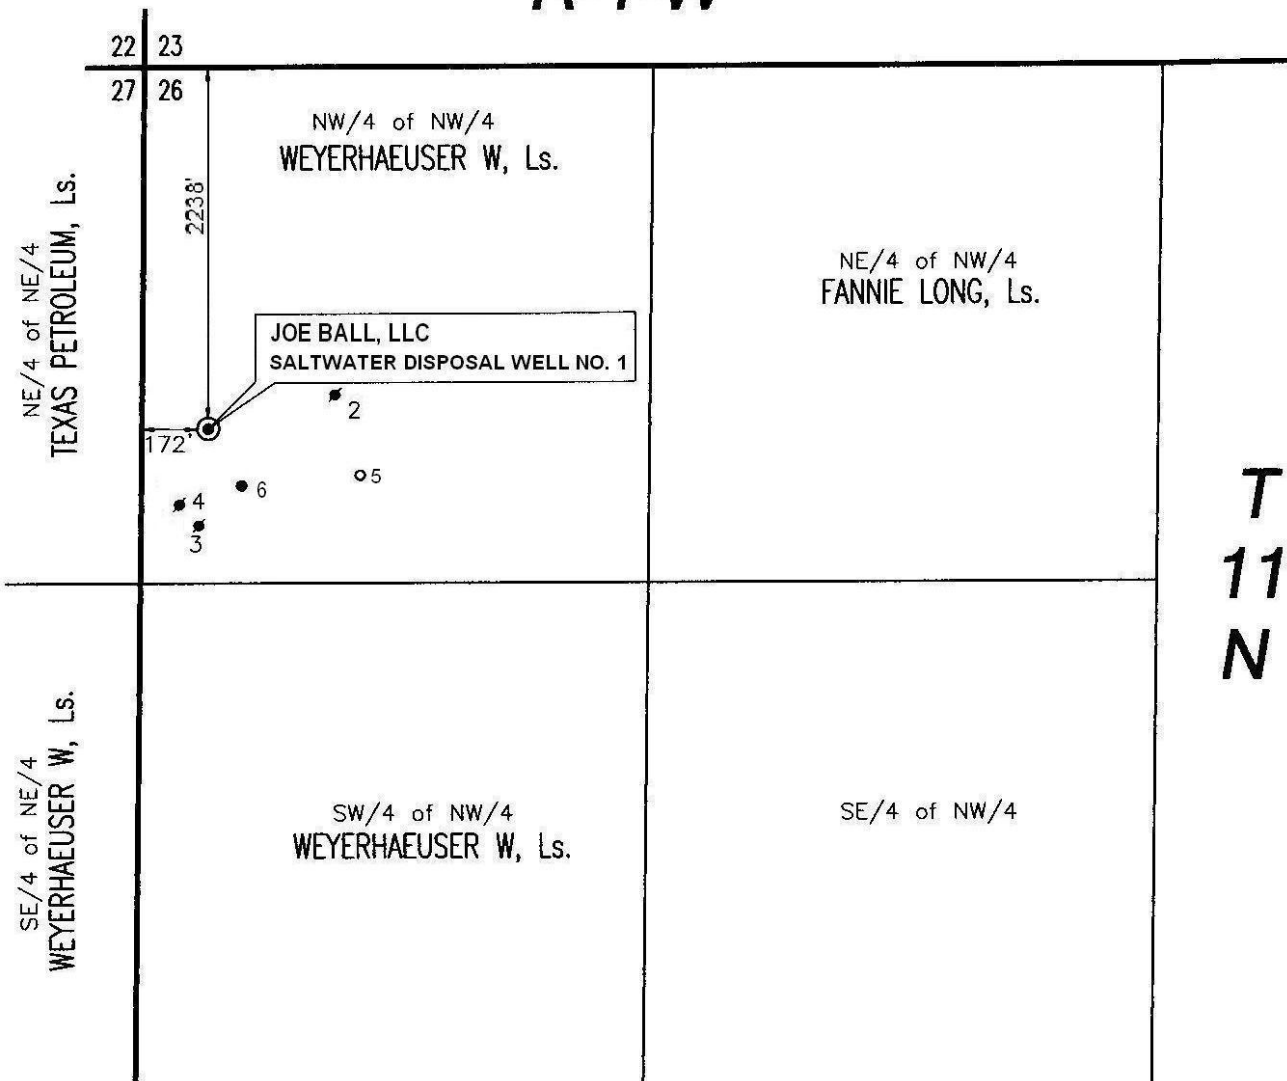 22 23
27 26
NW/4 of NW/4
WEYERHAEUSER W, Ls.
2238'
NE/4 of NE/4
TEXAS PETROLEUM, Ls.
NE/4 of NW/4
FANNIE LONG, Ls.
JOE BALL, LLC
SALTWATER DISPOSAL WELL NO. 1
2
172'
5
6
4
3
T
11
N
SE/4 of NE/4
WEYERHAEUSER W, Ls.
SW/4 of NW/4
WEYERHAEUSER W, Ls.
SE/4 of NW/4